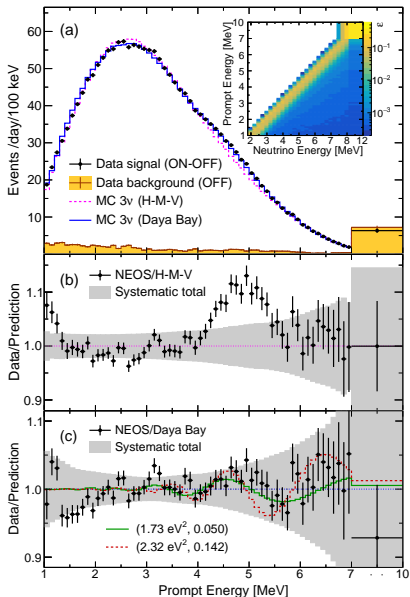 (a)
Events /day/100 keV
60
50
40
30
20
10
Data signal (ON-OFF)
Data background (OFF)
MC 3ν (H-M-V)
MC 3ν (Daya Bay)
Prompt Energy [MeV]
10
7
6
5
4
3
2
1
2 3 4 5 6 7 8 12
Neutrino Energy [MeV]
ε
10⁻¹
10⁻²
10⁻³
(b)
Data/Prediction
1.1
1.0
0.9
NEOS/H-M-V
Systematic total
(c)
Data/Prediction
1.1
1.0
0.9
NEOS/Daya Bay
Systematic total
(1.73 eV², 0.050)
(2.32 eV², 0.142)
1 2 3 4 5 6 7 10
Prompt Energy [MeV]